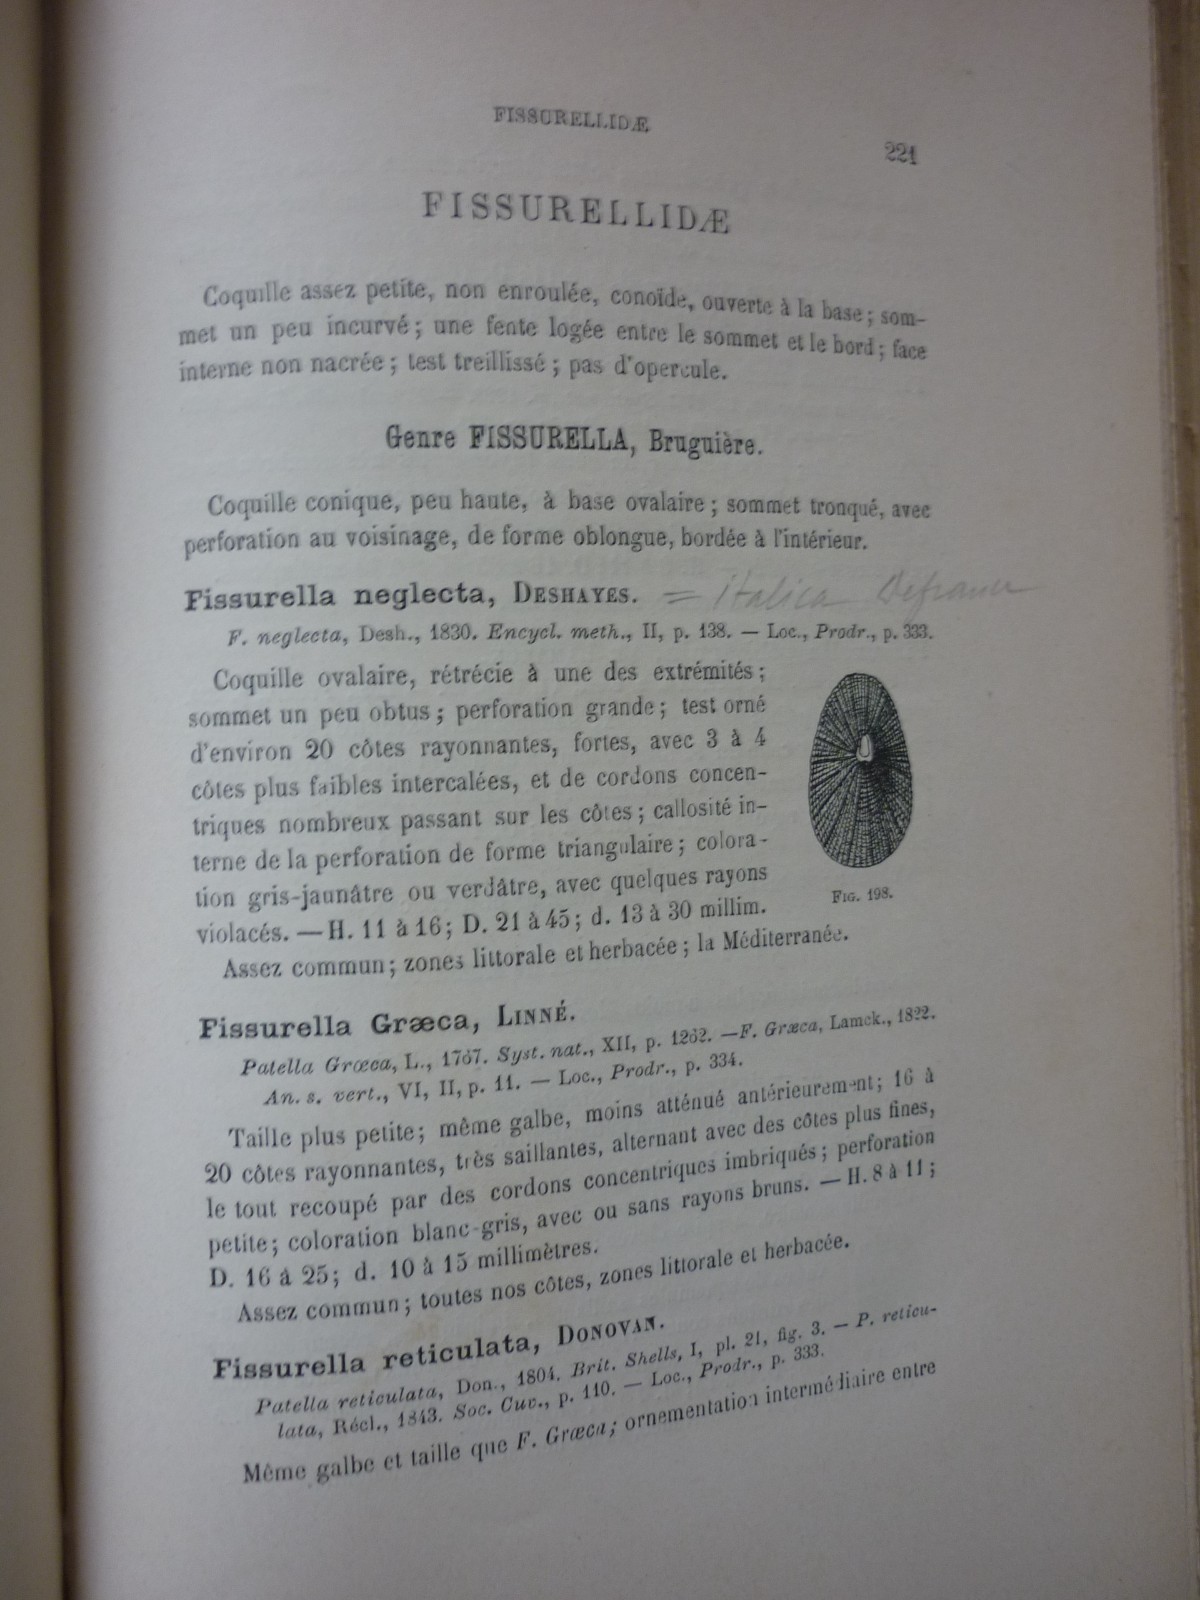 FISSURELLIDÆ
221
FISSURELLIDÆ
Coquille assez petite, non enroulée, conoïde, ouverte à la base ; som-
met un peu incurvé ; une fente logée entre le sommet et le bord ; face
interne non nacrée ; test treillissé ; pas d'opercule.
Genre FISSURELLA, Bruguière.
Coquille conique, peu haute, à base ovalaire ; sommet tronqué, avec
perforation au voisinage, de forme oblongue, bordée à l'intérieur.
Fissurella neglecta, DESHAYES. = italica Defrance
F. neglecta, Desh., 1830. Encycl. meth., II, p. 138. — Loc., Prodr., p. 333.
Coquille ovalaire, rétrécie à une des extrémités ;
sommet un peu obtus ; perforation grande ; test orné
d'environ 20 côtes rayonnantes, fortes, avec 3 à 4
côtes plus faibles intercalées, et de cordons concen-
triques nombreux passant sur les côtes ; callosité in-
terne de la perforation de forme triangulaire ; colora-
tion gris-jaunâtre ou verdâtre, avec quelques rayons
violacés. — H. 11 à 16 ; D. 21 à 45 ; d. 13 à 30 millim.
FIG. 198.
Assez commun ; zones littorale et herbacée ; la Méditerranée.
Fissurella Græca, LINNÉ.
Patella Græca, L., 1767. Syst. nat., XII, p. 1262. — F. Græca, Lamck., 1822.
An. s. vert., VI, II, p. 11. — Loc., Prodr., p. 334.
Taille plus petite ; même galbe, moins atténué antérieurement ; 16 à
20 côtes rayonnantes, très saillantes, alternant avec des côtes plus fines,
le tout recoupé par des cordons concentriques imbriqués ; perforation
petite ; coloration blanc-gris, avec ou sans rayons bruns. — H. 8 à 11 ;
D. 16 à 25 ; d. 10 à 15 millimètres.
Assez commun ; toutes nos côtes, zones littorale et herbacée.
Fissurella reticulata, DONOVAN.
Patella reticulata, Don., 1804. Brit. Shells, I, pl. 21, fig. 3. — P. reticu-
lata, Récl., 1843. Soc. Cuv., p. 110. — Loc., Prodr., p. 333.
Même galbe et taille que F. Græca ; ornementation intermédiaire entre